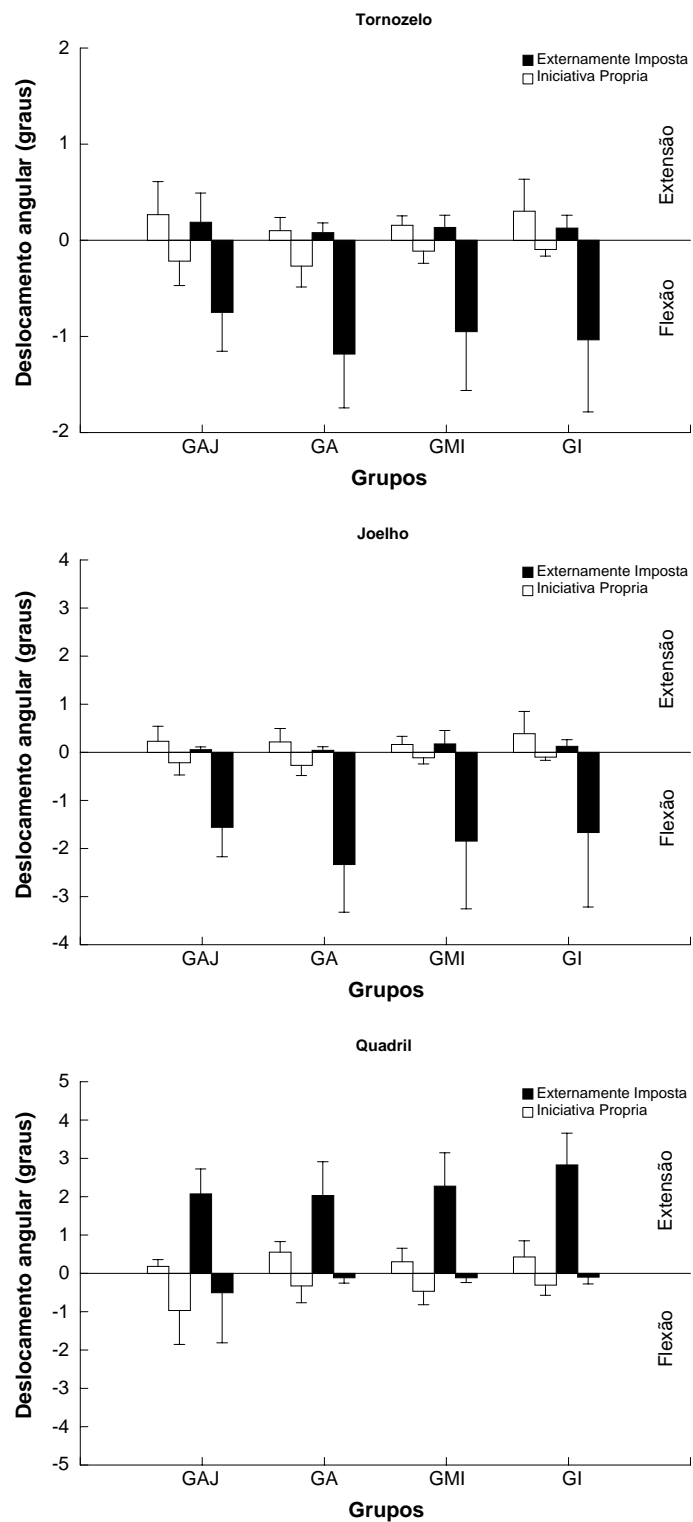 Tornozelo
Externamente Imposta
Iniciativa Propria
Deslocamento angular (graus)
2
1
0
-1
-2
Extensão
Flexão
GAJ GA GMI GI
Grupos
Joelho
Externamente Imposta
Iniciativa Propria
Deslocamento angular (graus)
4
3
2
1
0
-1
-2
-3
-4
Extensão
Flexão
GAJ GA GMI GI
Grupos
Quadril
Externamente Imposta
Iniciativa Propria
Deslocamento angular (graus)
5
4
3
2
1
0
-1
-2
-3
-4
-5
Extensão
Flexão
GAJ GA GMI GI
Grupos